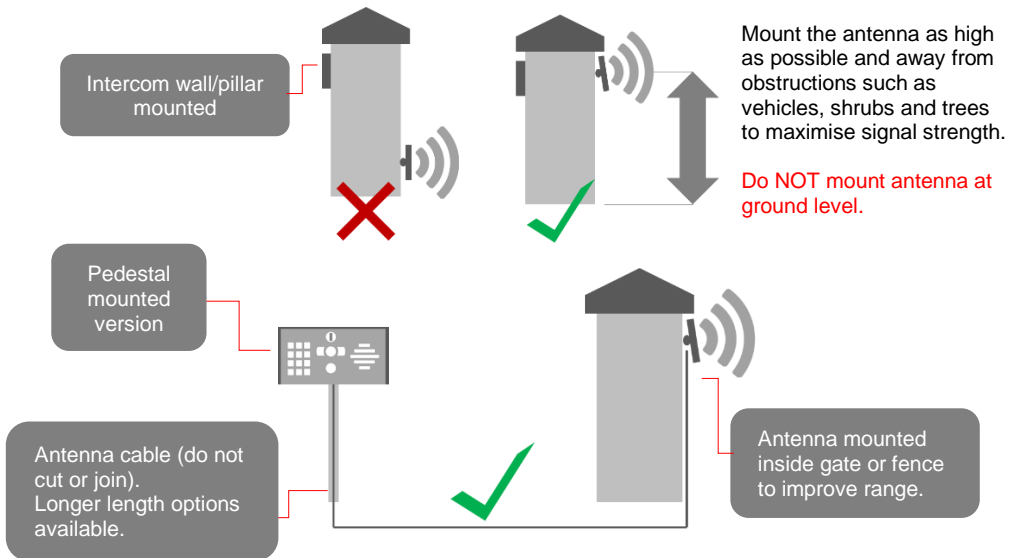 Intercom wall/pillar
mounted
Mount the antenna as high
as possible and away from
obstructions such as
vehicles, shrubs and trees
to maximise signal strength.
Do NOT mount antenna at
ground level.
Pedestal
mounted
version
Antenna cable (do not
cut or join).
Longer length options
available.
Antenna mounted
inside gate or fence
to improve range.